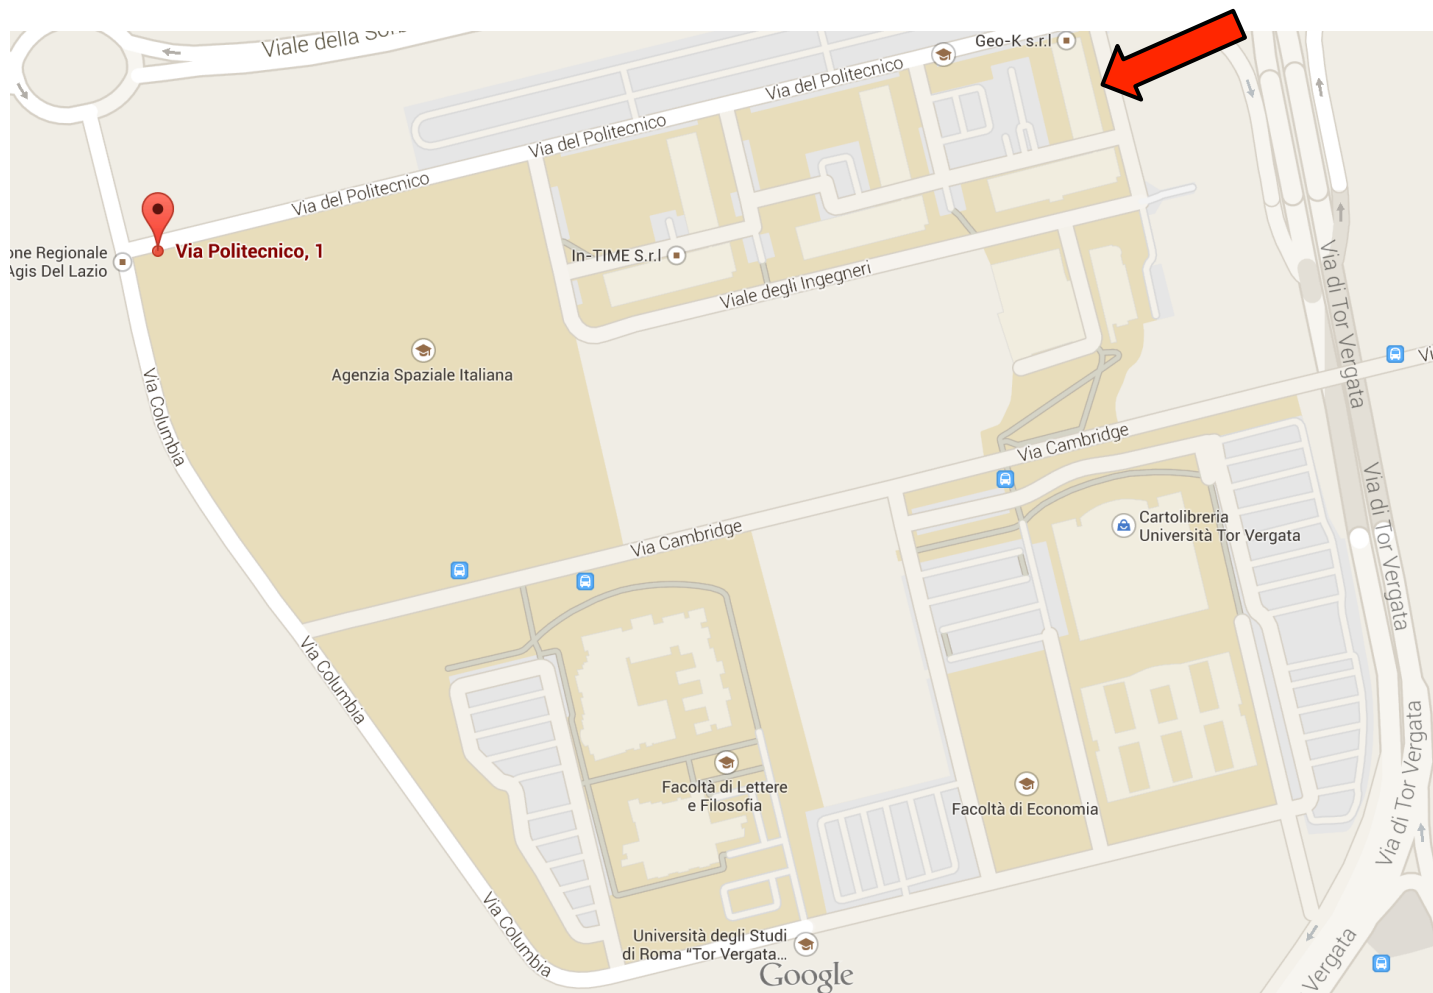 Viale della Sor
Geo-K s.r.l
Via del Politecnico
Via del Politecnico
Via del Politecnico
Via Politecnico, 1
one Regionale
Agis Del Lazio
In-TIME S.r.l
Viale degli Ingegneri
Via di Tor Vergata
Agenzia Spaziale Italiana
Via Columbia
Via Cambridge
Via di Tor Vergata
Cartolibreria
Università Tor Vergata
Via Cambridge
Via Columbia
Via di Tor Vergata
Facoltà di Lettere
e Filosofia
Facoltà di Economia
Via Columbia
Università degli Studi
di Roma “Tor Vergata...
Google
Vergata